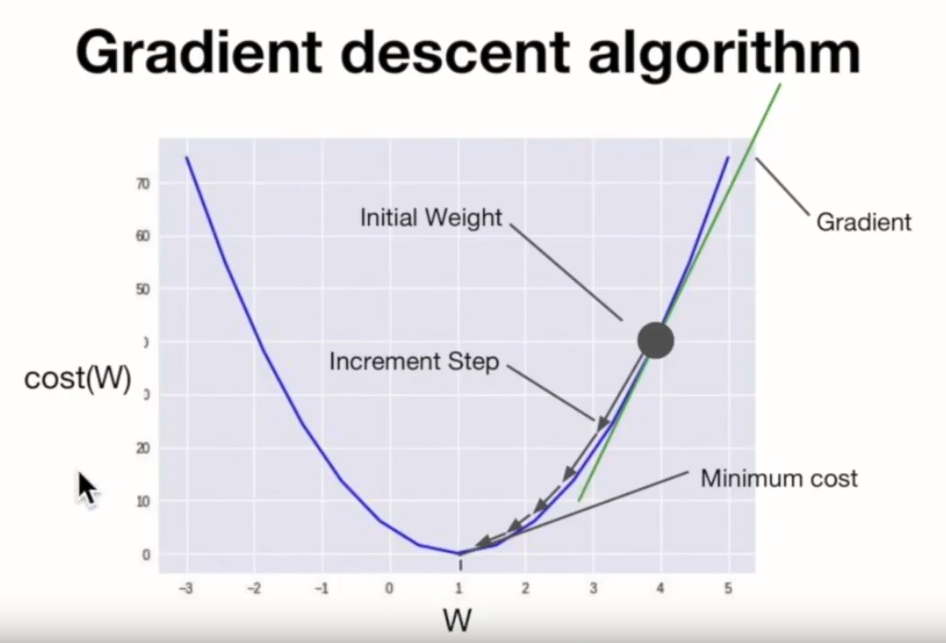 Gradient descent algorithm
70
60
50
20
10
0
cost(W)
Initial Weight
Gradient
Increment Step
Minimum cost
-3 -2 -1 0 1 2 3 4 5
W